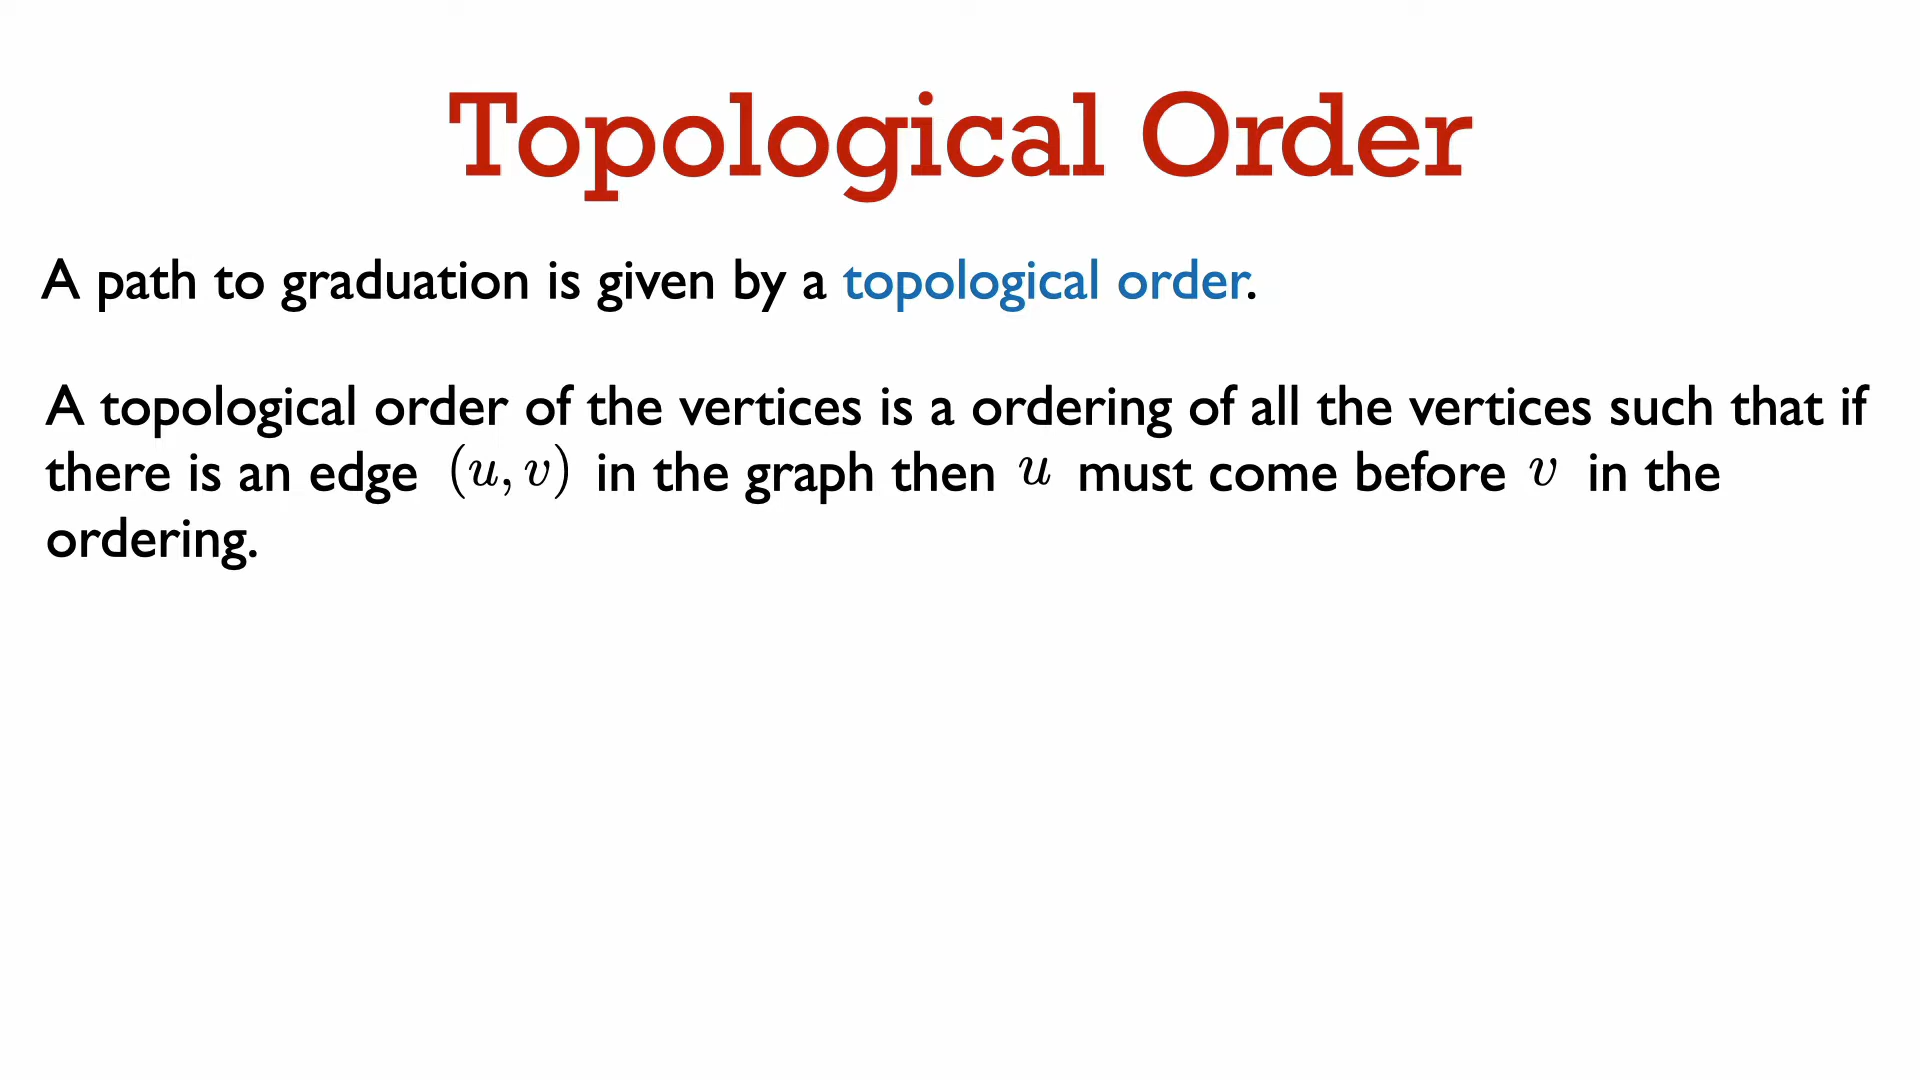 Topological Order
A path to graduation is given by a topological order.
A topological order of the vertices is a ordering of all the vertices such that if
there is an edge (u, v) in the graph then u must come before v in the
ordering.